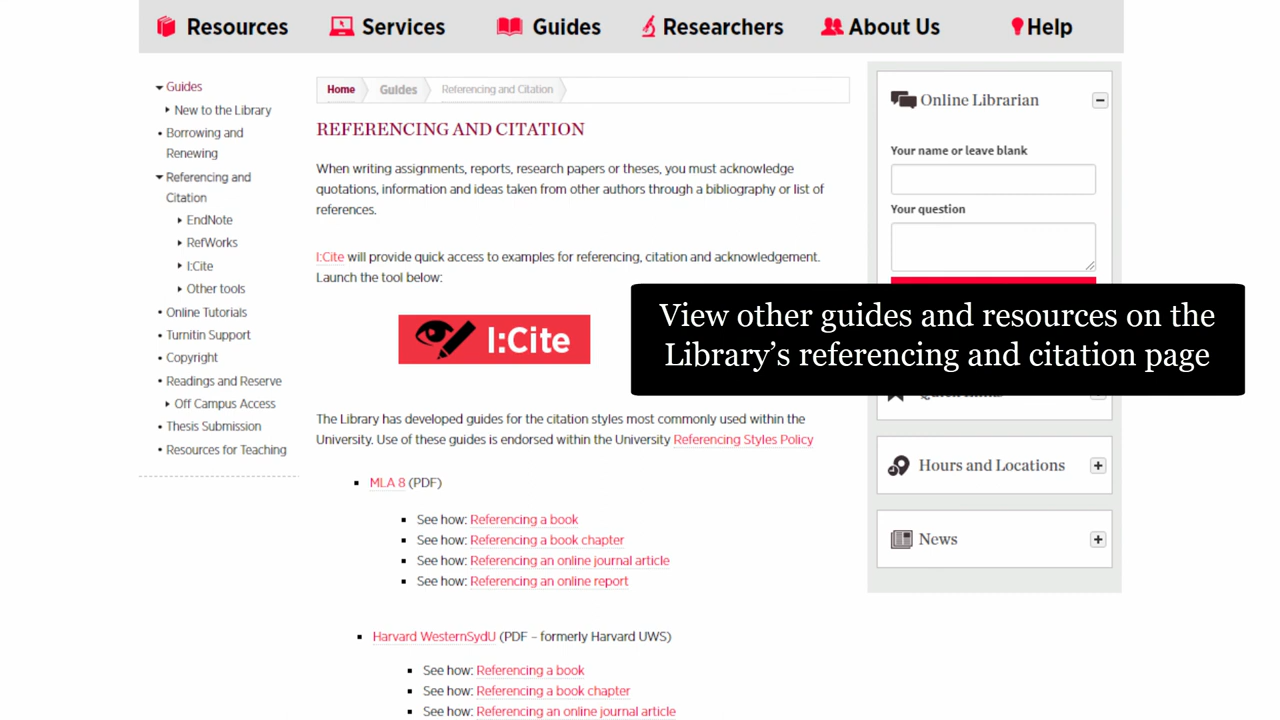 Resources
Services
Guides
Researchers
About Us
Help
Guides
New to the Library
Borrowing and
Renewing
Referencing and
Citation
EndNote
RefWorks
I:Cite
Other tools
Online Tutorials
Turnitin Support
Copyright
Readings and Reserve
Off Campus Access
Thesis Submission
Resources for Teaching
Home
Guides
Referencing and Citation
REFERENCING AND CITATION
When writing assignments, reports, research papers or theses, you must acknowledge
quotations, information and ideas taken from other authors through a bibliography or list of
references.
I:Cite will provide quick access to examples for referencing, citation and acknowledgement.
Launch the tool below:
I:Cite
The Library has developed guides for the citation styles most commonly used within the
University. Use of these guides is endorsed within the University Referencing Styles Policy
MLA 8 (PDF)
See how: Referencing a book
See how: Referencing a book chapter
See how: Referencing an online journal article
See how: Referencing an online report
Harvard WesternSydU (PDF – formerly Harvard UWS)
See how: Referencing a book
See how: Referencing a book chapter
See how: Referencing an online journal article
Online Librarian
Your name or leave blank
Your question
View other guides and resources on the
Library’s referencing and citation page
Hours and Locations
News